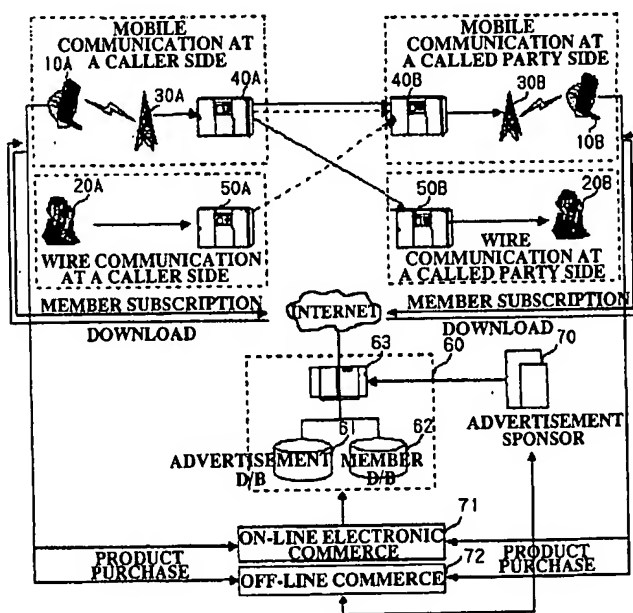 MOBILE
COMMUNICATION AT
A CALLER SIDE
10A
30A
40A
MOBILE
COMMUNICATION AT
A CALLED PARTY SIDE
40B
30B
10B
20A
50A
WIRE COMMUNICATION
AT A CALLER SIDE
50B
20B
WIRE
COMMUNICATION AT
A CALLED PARTY SIDE
MEMBER SUBSCRIPTION
DOWNLOAD
INTERNET
MEMBER SUBSCRIPTION
DOWNLOAD
63
60
70
ADVERTISEMENT
SPONSOR
61
62
ADVERTISEMENT
D/B
MEMBER
D/B
71
ON-LINE ELECTRONIC
COMMERCE
72
PRODUCT
PURCHASE
PRODUCT
PURCHASE
OFF-LINE COMMERCE